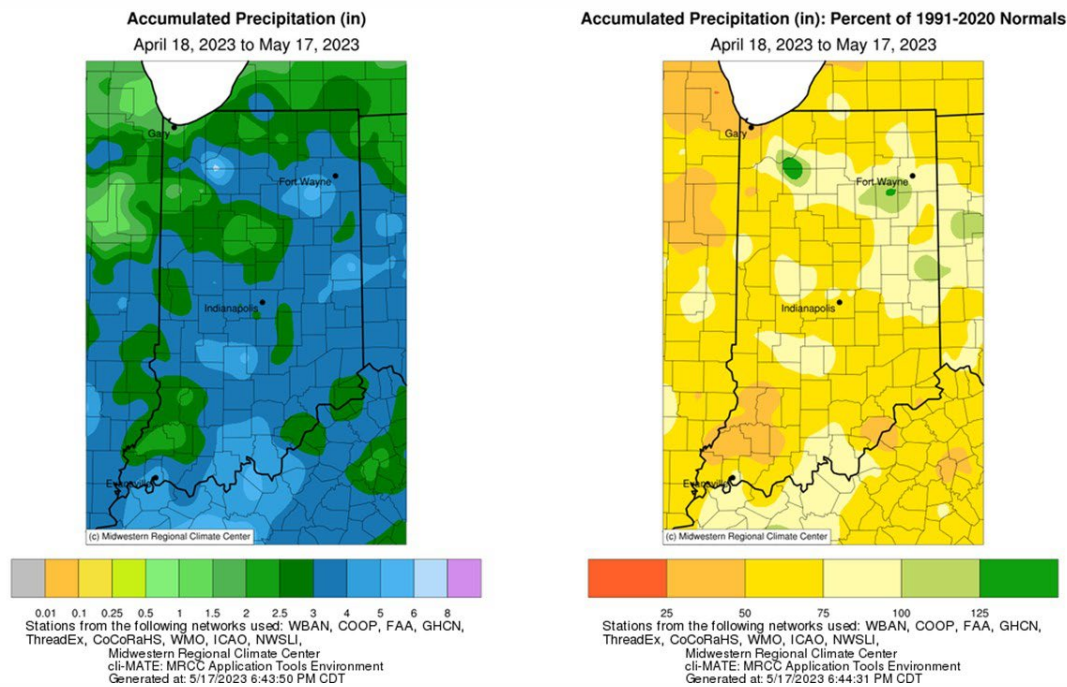 Accumulated Precipitation (in)
April 18, 2023 to May 17, 2023
Gary
Fort Wayne
Indianapolis
Evansville
(c) Midwestern Regional Climate Center
0.01 0.1 0.25 0.5 1 1.5 2 2.5 3 4 5 6 8
Stations from the following networks used: WBAN, COOP, FAA, GHCN,
ThreadEx, CoCoRaHS, WMO, ICAO, NWSLI,
Midwestern Regional Climate Center
cli-MATE: MRCC Application Tools Environment
Generated at: 5/17/2023 6:43:50 PM CDT
Accumulated Precipitation (in): Percent of 1991-2020 Normals
April 18, 2023 to May 17, 2023
Gary
Fort Wayne
Indianapolis
Evansville
(c) Midwestern Regional Climate Center
25 50 75 100 125
Stations from the following networks used: WBAN, COOP, FAA, GHCN,
ThreadEx, CoCoRaHS, WMO, ICAO, NWSLI,
Midwestern Regional Climate Center
cli-MATE: MRCC Application Tools Environment
Generated at: 5/17/2023 6:44:31 PM CDT